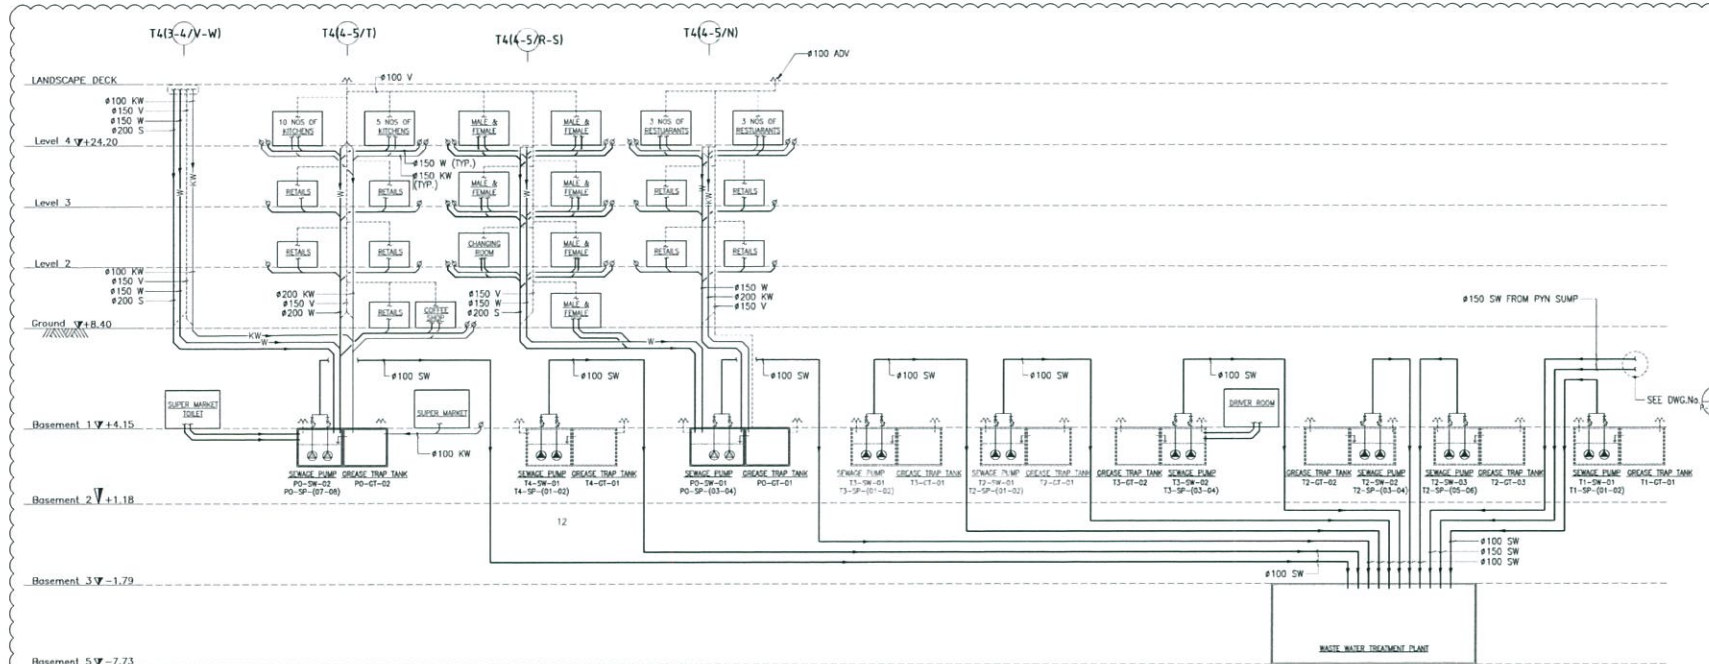 T4(3-4/V-W)
T4(4-5/T)
T4(4-5/R-S)
T4(4-5/N)
ø100 ADV
LANDSCAPE DECK
ø100 V
ø100 KW
ø150 V
ø150 W
ø200 S
10 NOS OF
KITCHENS
5 NOS OF
KITCHENS
MALE &
FEMALE
MALE &
FEMALE
3 NOS OF
RESTUARANTS
3 NOS OF
RESTUARANTS
Level 4 +24.20
ø150 W (TYP.)
ø150 KW
(TYP.)
W
KW
W
W
W
KW
RETAILS
RETAILS
MALE &
FEMALE
MALE &
FEMALE
RETAILS
RETAILS
Level 3
RETAILS
RETAILS
CHANGING
ROOM
MALE &
FEMALE
RETAILS
RETAILS
Level 2
ø100 KW
ø150 V
ø150 W
ø200 S
ø200 KW
ø150 V
ø200 W
RETAILS
COFFEE
SHOP
ø150 V
ø150 W
ø200 S
MALE &
FEMALE
ø150 W
ø200 KW
ø150 V
ø150 SW FROM PYN SUMP
Ground +8.40
KW
W
W
ø100 SW
ø100 SW
ø100 SW
ø100 SW
ø100 SW
ø100 SW
SEE DWG.No.
SUPER MARKET
TOILET
SUPER MARKET
DRIVER ROOM
Basement 1 +4.15
ø100 KW
SEWAGE PUMP
PO-SW-02
PO-SP-(07-08)
GREASE TRAP TANK
PO-GT-02
SEWAGE PUMP
T4-SW-01
T4-SP-(01-02)
GREASE TRAP TANK
T4-GT-01
SEWAGE PUMP
PO-SW-01
PO-SP-(03-04)
GREASE TRAP TANK
PO-GT-01
SEWAGE PUMP
T3-SW-01
T3-SP-(01-02)
GREASE TRAP TANK
T3-GT-01
SEWAGE PUMP
T2-SW-01
T2-SP-(01-02)
GREASE TRAP TANK
T2-GT-01
GREASE TRAP TANK
T3-GT-02
SEWAGE PUMP
T3-SW-02
T3-SP-(03-04)
GREASE TRAP TANK
T2-GT-02
SEWAGE PUMP
T2-SW-02
T2-SP-(03-04)
SEWAGE PUMP
T2-SW-03
T2-SP-(05-06)
GREASE TRAP TANK
T2-GT-03
SEWAGE PUMP
T1-SW-01
T1-SP-(01-02)
GREASE TRAP TANK
T1-GT-01
Basement 2 +1.18
12
ø100 SW
ø150 SW
ø100 SW
ø100 SW
Basement 3 -1.79
WASTE WATER TREATMENT PLANT
Basement 5 -7.73